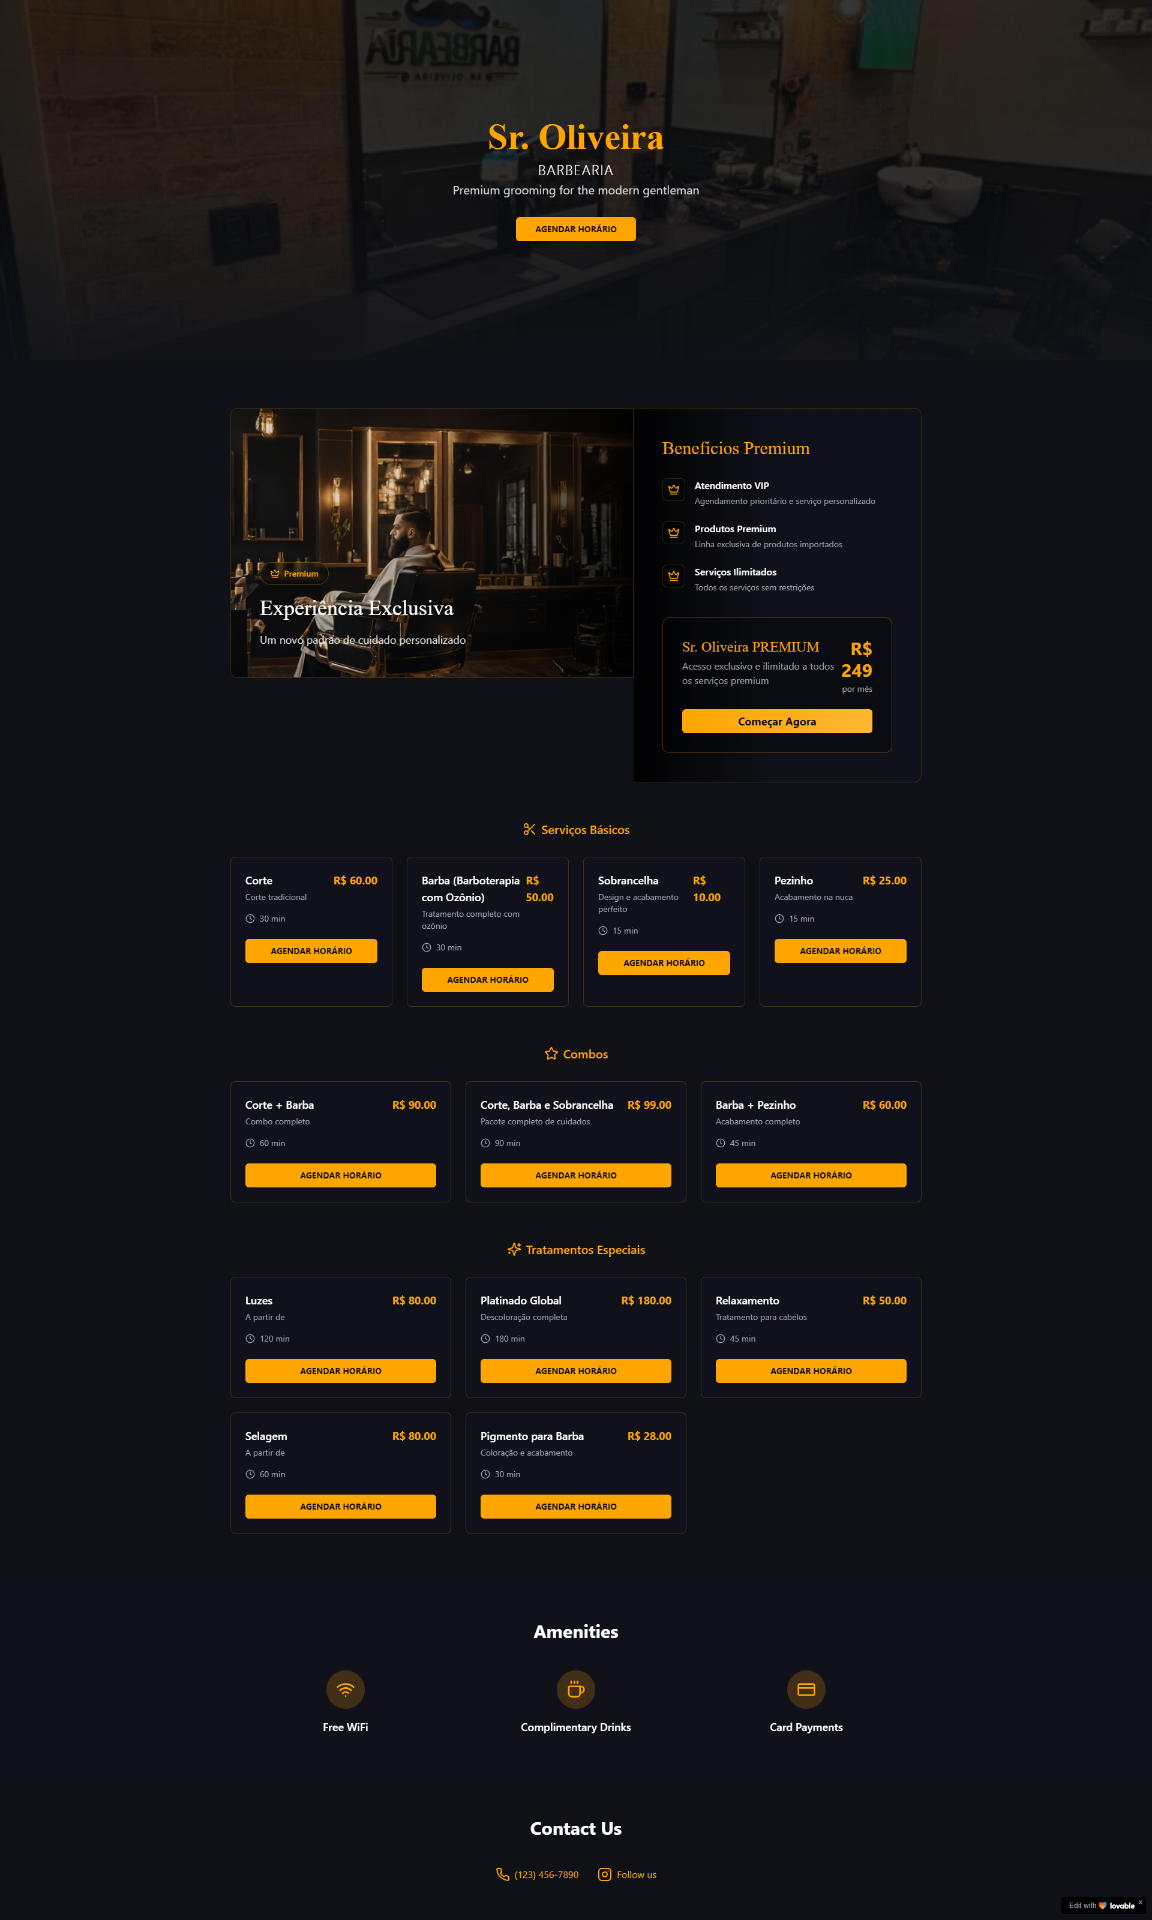 BARBEARIA
SR. OLIVEIRA
Sr. Oliveira
BARBEARIA
Premium grooming for the modern gentleman
AGENDAR HORÁRIO
Premium
Experiência Exclusiva
Um novo padrão de cuidado personalizado
Benefícios Premium
Atendimento VIP
Agendamento prioritário e serviço personalizado
Produtos Premium
Linha exclusiva de produtos importados
Serviços Ilimitados
Todos os serviços sem restrições
Sr. Oliveira PREMIUM
Acesso exclusivo e ilimitado a todos
os serviços premium
R$
249
por mês
Começar Agora
Serviços Básicos
Corte
R$ 60.00
Corte tradicional
30 min
AGENDAR HORÁRIO
Barba (Barboterapia
com Ozônio)
R$
50.00
Tratamento completo com
ozônio
30 min
AGENDAR HORÁRIO
Sobrancelha
R$
10.00
Design e acabamento
perfeito
15 min
AGENDAR HORÁRIO
Pezinho
R$ 25.00
Acabamento na nuca
15 min
AGENDAR HORÁRIO
Combos
Corte + Barba
R$ 90.00
Combo completo
60 min
AGENDAR HORÁRIO
Corte, Barba e Sobrancelha
R$ 99.00
Pacote completo de cuidados
90 min
AGENDAR HORÁRIO
Barba + Pezinho
R$ 60.00
Acabamento completo
45 min
AGENDAR HORÁRIO
Tratamentos Especiais
Luzes
R$ 80.00
A partir de
120 min
AGENDAR HORÁRIO
Platinado Global
R$ 180.00
Descoloração completa
180 min
AGENDAR HORÁRIO
Relaxamento
R$ 50.00
Tratamento para cabelos
45 min
AGENDAR HORÁRIO
Selagem
R$ 80.00
A partir de
60 min
AGENDAR HORÁRIO
Pigmento para Barba
R$ 28.00
Coloração e acabamento
30 min
AGENDAR HORÁRIO
Amenities
Free WiFi
Complimentary Drinks
Card Payments
Contact Us
(123) 456-7890
Follow us
Edit with lovable